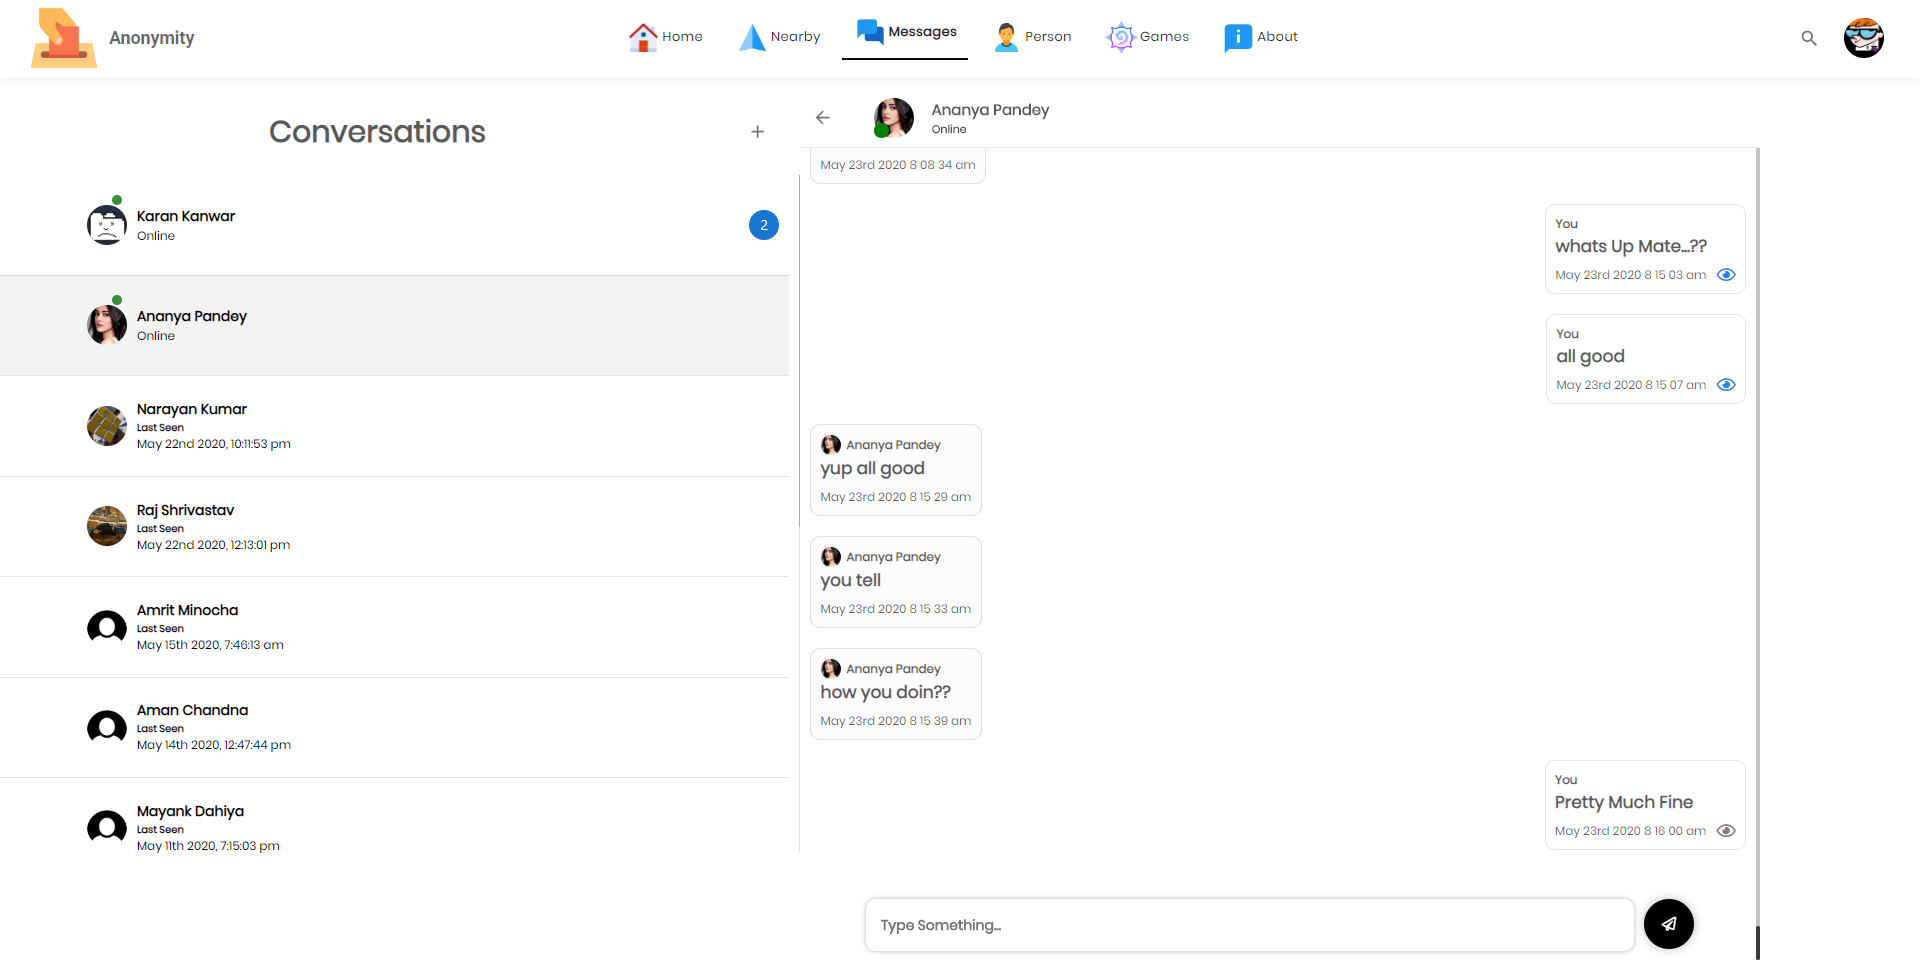 Anonymity
Home
Nearby
Messages
Person
Games
About
Conversations
+
Karan Kanwar
Online
2
Ananya Pandey
Online
Narayan Kumar
Last Seen
May 22nd 2020, 10:11:53 pm
Raj Shrivastav
Last Seen
May 22nd 2020, 12:13:01 pm
Amrit Minocha
Last Seen
May 15th 2020, 7:46:13 am
Aman Chandna
Last Seen
May 14th 2020, 12:47:44 pm
Mayank Dahiya
Last Seen
May 11th 2020, 7:15:03 pm
Ananya Pandey
Online
May 23rd 2020 8 08 34 am
You
whats Up Mate...??
May 23rd 2020 8 15 03 am
You
all good
May 23rd 2020 8 15 07 am
Ananya Pandey
yup all good
May 23rd 2020 8 15 29 am
Ananya Pandey
you tell
May 23rd 2020 8 15 33 am
Ananya Pandey
how you doin??
May 23rd 2020 8 15 39 am
You
Pretty Much Fine
May 23rd 2020 8 16 00 am
Type Something...